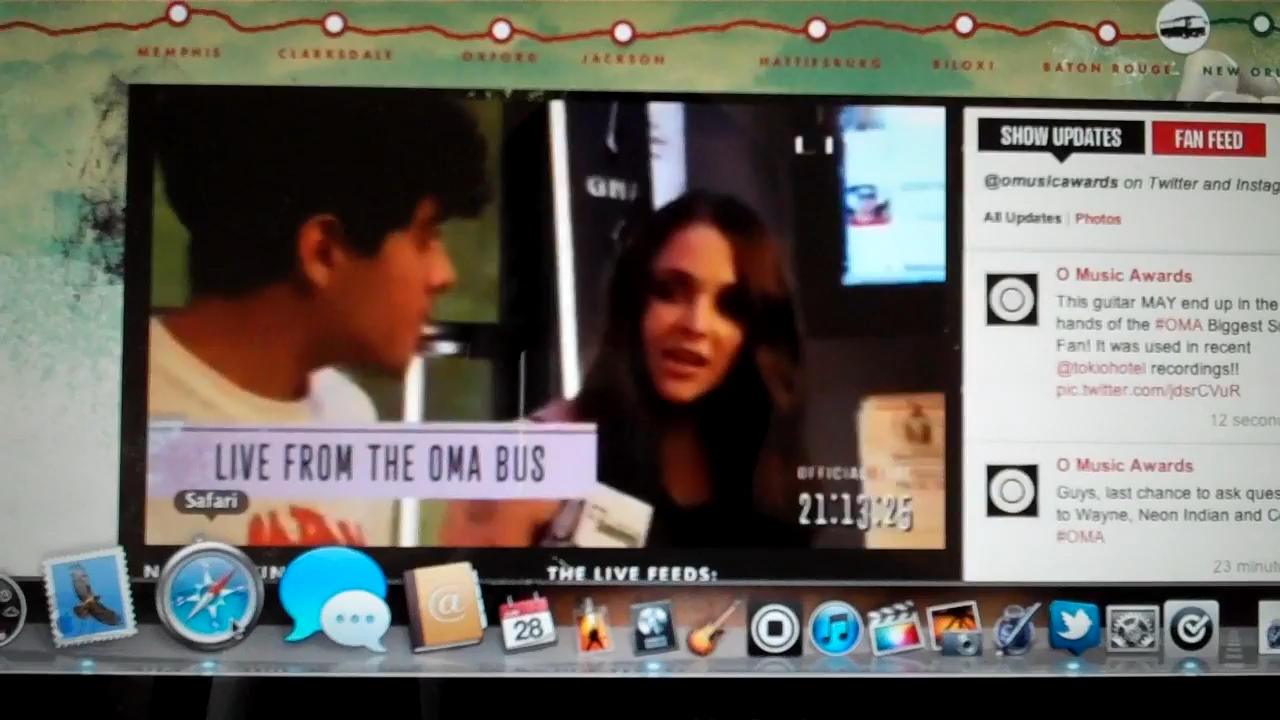 MEMPHIS
CLARKSDALE
OXFORD
JACKSON
HATTIESBURG
BILOXI
BATON ROUGE
NEW OR
SHOW UPDATES
FAN FEED
@omusicawards on Twitter and Instag
All Updates | Photos
O Music Awards
This guitar MAY end up in the
hands of the #OMA Biggest S
Fan! It was used in recent
@tokiohotel recordings!!
pic.twitter.com/jdsrCVuR
12 secon
O Music Awards
Guys, last chance to ask ques
to Wayne, Neon Indian and C
#OMA
23 minut
LIVE FROM THE OMA BUS
OFFICIAL
21:13:25
Safari
THE LIVE FEEDS:
@
28